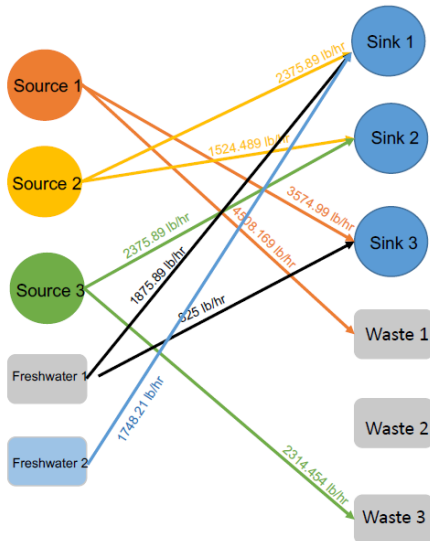 Sink 1
2375.89 lb/hr
Source 1
Sink 2
1524.489 lb/hr
Source 2
3574.99 lb/hr
Sink 3
4508.169 lb/hr
2375.89 lb/hr
1875.89 lb/hr
Source 3
825 lb/hr
Waste 1
Freshwater 1
1748.21 lb/hr
Waste 2
Freshwater 2
2314.454 lb/hr
Waste 3